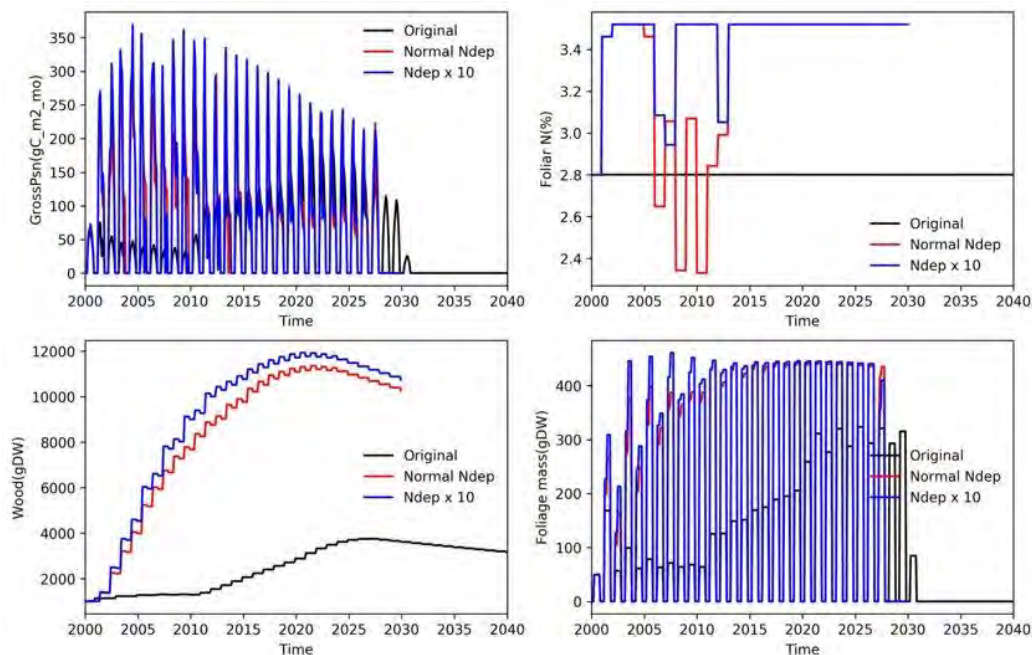 GrossPsn(gC_m2_mo)
350
300
250
200
150
100
50
0
Original
Normal Ndep
Ndep x 10
2000 2005 2010 2015 2020 2025 2030 2035 2040
Time
Foliar N(%)
3.4
3.2
3.0
2.8
2.6
2.4
Original
Normal Ndep
Ndep x 10
2000 2005 2010 2015 2020 2025 2030 2035 2040
Time
Wood(gDW)
12000
10000
8000
6000
4000
2000
Original
Normal Ndep
Ndep x 10
2000 2005 2010 2015 2020 2025 2030 2035 2040
Time
Foliage mass(gDW)
400
300
200
100
0
Original
Normal Ndep
Ndep x 10
2000 2005 2010 2015 2020 2025 2030 2035 2040
Time